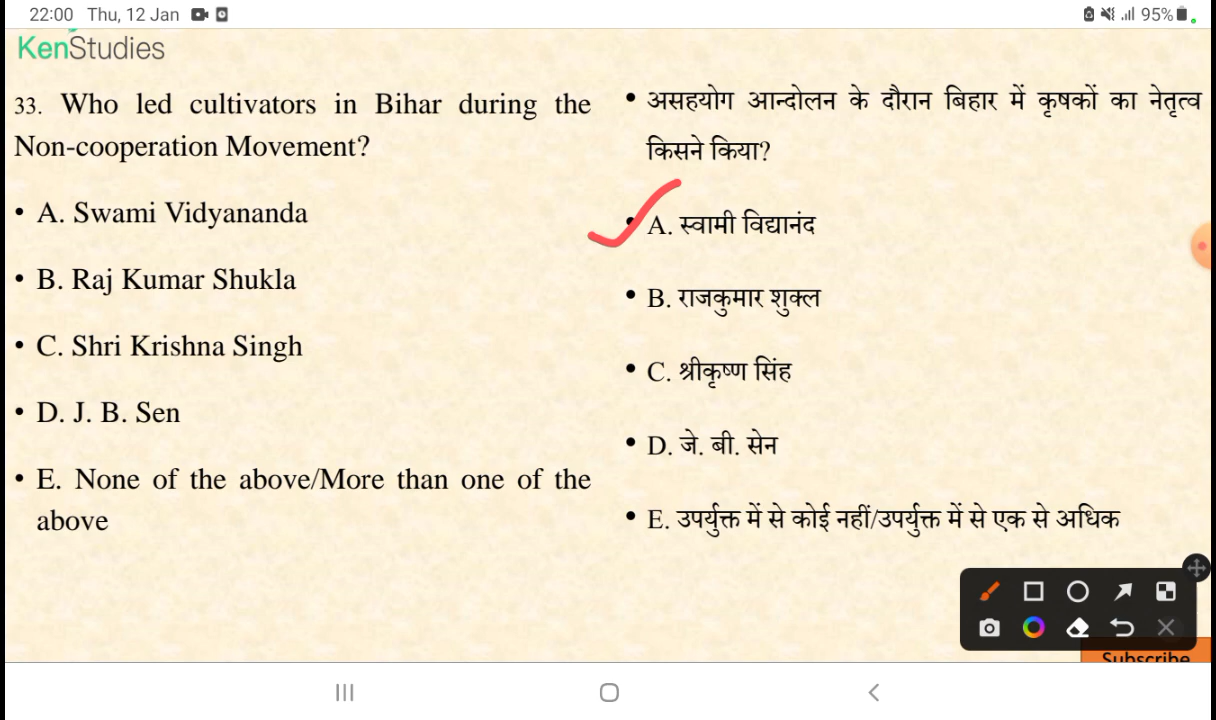 22:00 Thu, 12 Jan
95%
KenStudies
33. Who led cultivators in Bihar during the
Non-cooperation Movement?
• A. Swami Vidyananda
• B. Raj Kumar Shukla
• C. Shri Krishna Singh
• D. J. B. Sen
• E. None of the above/More than one of the
above
• असहयोग आन्दोलन के दौरान बिहार में कृषकों का नेतृत्व
किसने किया?
• A. स्वामी विद्यानंद
• B. राजकुमार शुक्ल
• C. श्रीकृष्ण सिंह
• D. जे. बी. सेन
• E. उपर्युक्त में से कोई नहीं/उपर्युक्त में से एक से अधिक
Subscribe